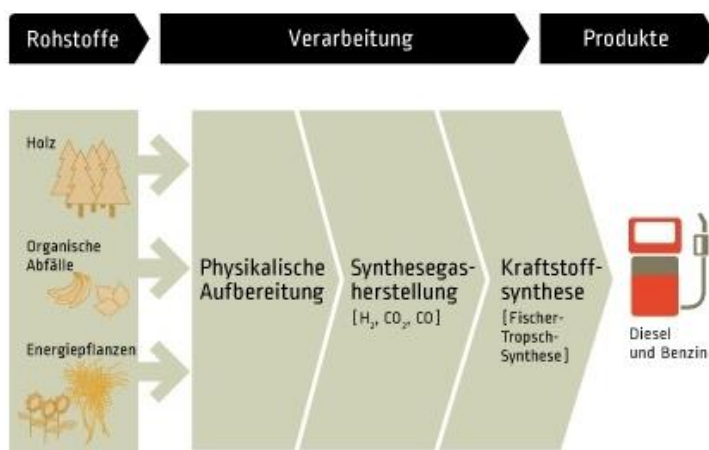 Rohstoffe
Verarbeitung
Produkte
Holz
Organische
Abfälle
Energiepflanzen
Physikalische
Aufbereitung
Synthesegas-
herstellung
[H₂, CO₂, CO]
Kraftstoff-
synthese
[Fischer-
Tropsch-
Synthese]
Diesel
und Benzin